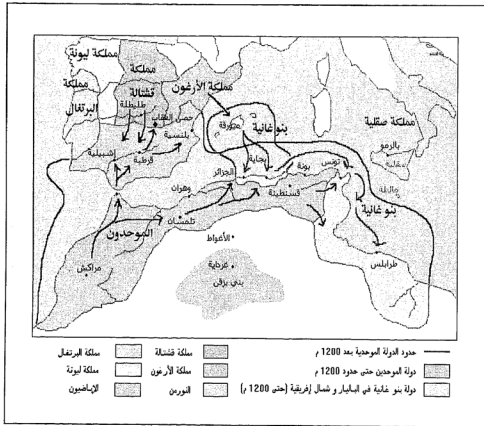 مملكة ليونة
مملكة
قشتالة
مملكة
البرتغال
مملكة الأرغون
طليطلة
حصن العقاب
بلنسية
قرطبة
إشبيلية
ميورقة
بنو غانية
مملكة صقلية
بالرمو
صقلية
مالطة
بجاية
بونة
تونس
الجزائر
وهران
قسنطينة
بنو غانية
الموحدون
تلمسان
مراكش
الأغواط
غرداية
بني يزقن
طرابلس
حدود الدولة الموحدية بعد 1200 م
مملكة قشتالة
مملكة البرتغال
دولة الموحدين حتى حدود 1200 م
مملكة الأرغون
مملكة ليونة
دولة بنو غانية في الباليار و شمال إفريقية (حتى 1200 م)
النورمن
الإباضيون